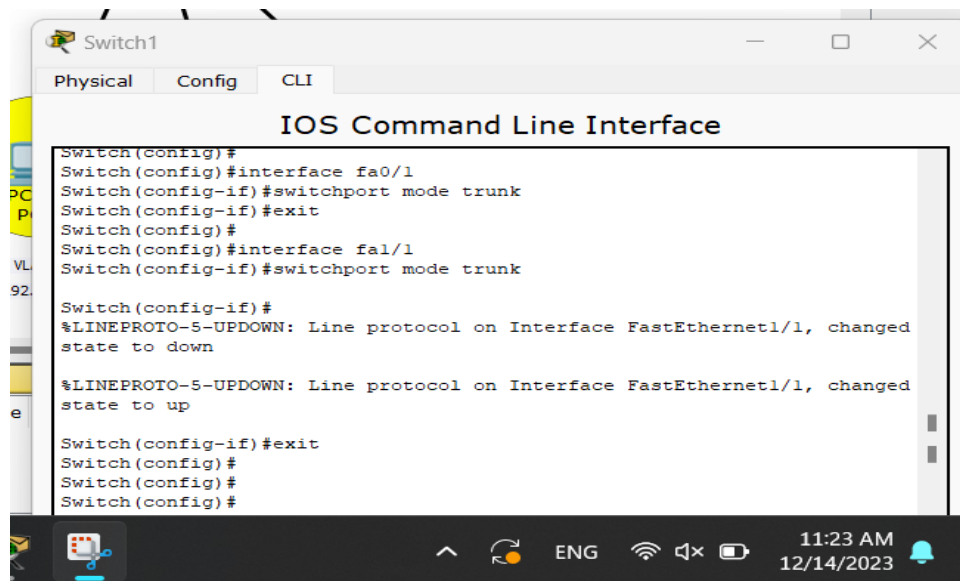 Switch1
Physical Config CLI
IOS Command Line Interface
Switch(config)#
Switch(config)#interface fa0/1
Switch(config-if)#switchport mode trunk
Switch(config-if)#exit
Switch(config)#
Switch(config)#interface fa1/1
Switch(config-if)#switchport mode trunk
Switch(config-if)#
%LINEPROTO-5-UPDOWN: Line protocol on Interface FastEthernet1/1, changed
state to down
%LINEPROTO-5-UPDOWN: Line protocol on Interface FastEthernet1/1, changed
state to up
Switch(config-if)#exit
Switch(config)#
Switch(config)#
Switch(config)#
PC
VL
92.
e
ENG
11:23 AM
12/14/2023